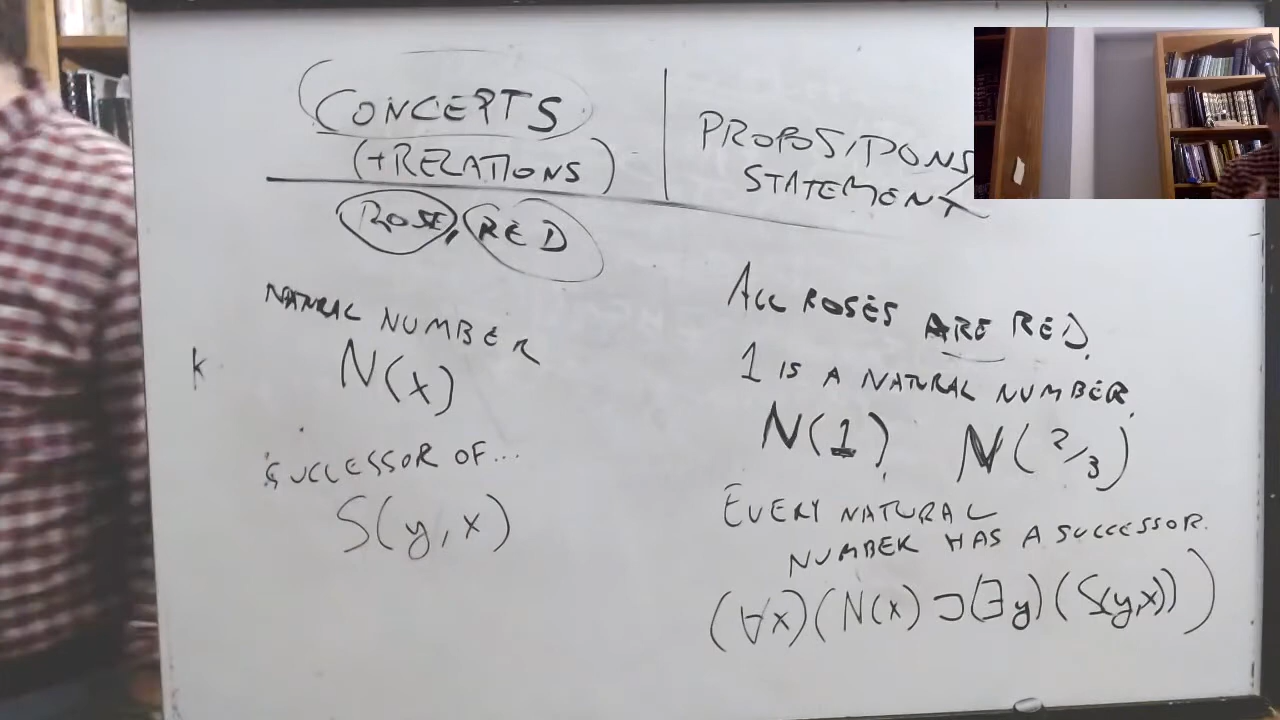 CONCEPTS
(+RELATIONS)
ROSE, RED
NATURAL NUMBER
N(x)
K
SUCCESSOR OF...
S(y, x)
PROPOSITIONS
STATEMENT
ALL ROSES ARE RED.
1 IS A NATURAL NUMBER.
N(1) N(2/3)
EVERY NATURAL
NUMBER HAS A SUCCESSOR.
(∀x)(N(x) ⊃ (∃y)(S(y,x)))